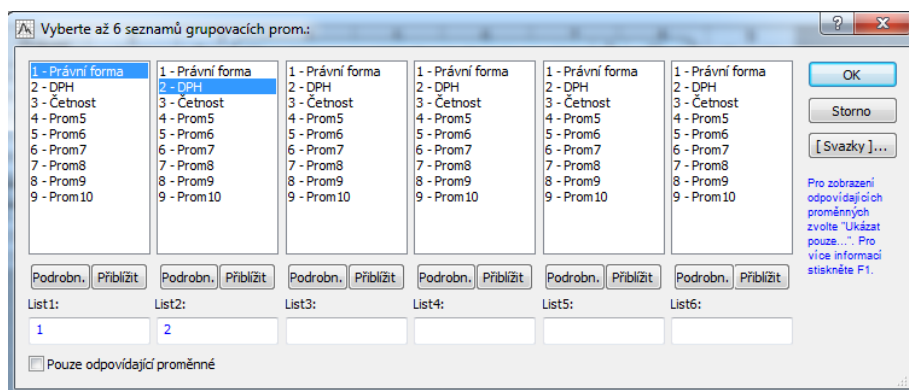 Vyberte až 6 seznamů grupovacích prom.:
1 - Právní forma
2 - DPH
3 - Četnost
4 - Prom5
5 - Prom6
6 - Prom7
7 - Prom8
8 - Prom9
9 - Prom10
1 - Právní forma
2 - DPH
3 - Četnost
4 - Prom5
5 - Prom6
6 - Prom7
7 - Prom8
8 - Prom9
9 - Prom10
1 - Právní forma
2 - DPH
3 - Četnost
4 - Prom5
5 - Prom6
6 - Prom7
7 - Prom8
8 - Prom9
9 - Prom10
1 - Právní forma
2 - DPH
3 - Četnost
4 - Prom5
5 - Prom6
6 - Prom7
7 - Prom8
8 - Prom9
9 - Prom10
1 - Právní forma
2 - DPH
3 - Četnost
4 - Prom5
5 - Prom6
6 - Prom7
7 - Prom8
8 - Prom9
9 - Prom10
1 - Právní forma
2 - DPH
3 - Četnost
4 - Prom5
5 - Prom6
6 - Prom7
7 - Prom8
8 - Prom9
9 - Prom10
OK
Storno
[ Svazky ]...
Pro zobrazení
odpovídajících
proměnných
zvolte "Ukázat
pouze...". Pro
více informací
stiskněte F1.
Podrobn. Přiblížit Podrobn. Přiblížit Podrobn. Přiblížit Podrobn. Přiblížit Podrobn. Přiblížit Podrobn. Přiblížit
List1: List2: List3: List4: List5: List6:
1 2
Pouze odpovídající proměnné